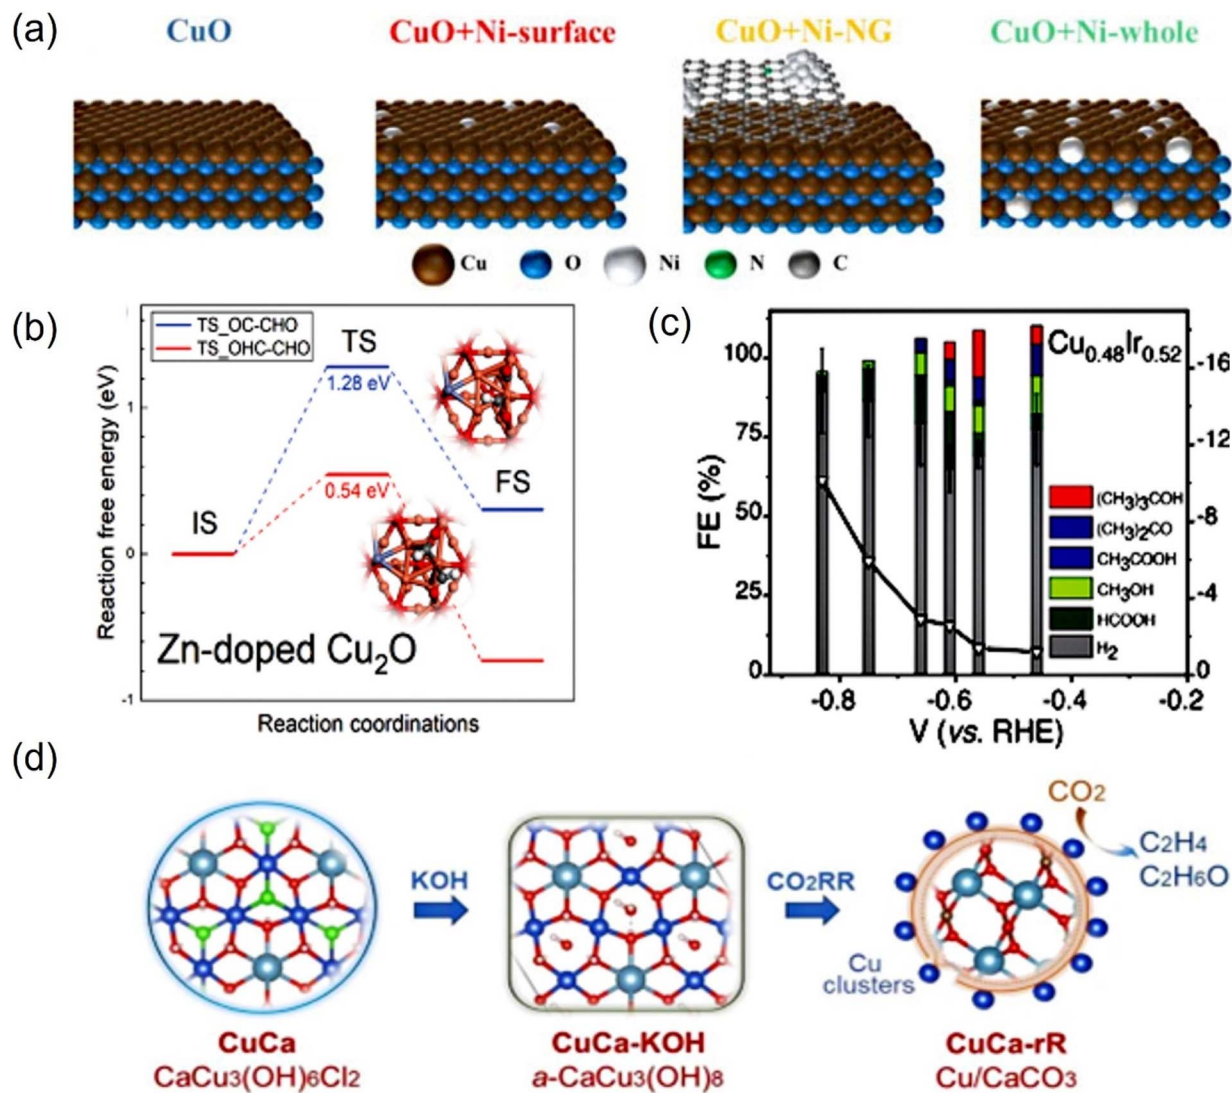 (a)
CuO
CuO+Ni-surface
CuO+Ni-NG
CuO+Ni-whole
Cu
O
Ni
N
C
(b)
TS_OC-CHO
TS_OHC-CHO
TS
1.28 eV
0.54 eV
IS
FS
Reaction free energy (eV)
1
0
-1
Zn-doped Cu2O
Reaction coordinations
(c)
Cu0.48Ir0.52
FE (%)
100
75
50
25
0
-16
-12
-8
-4
0
(CH3)3COH
(CH3)2CO
CH3COOH
CH3OH
HCOOH
H2
-0.8
-0.6
-0.4
-0.2
V (vs. RHE)
(d)
KOH
CO2RR
CO2
C2H4
C2H6O
Cu
clusters
CuCa
CaCu3(OH)6Cl2
CuCa-KOH
a-CaCu3(OH)8
CuCa-rR
Cu/CaCO3